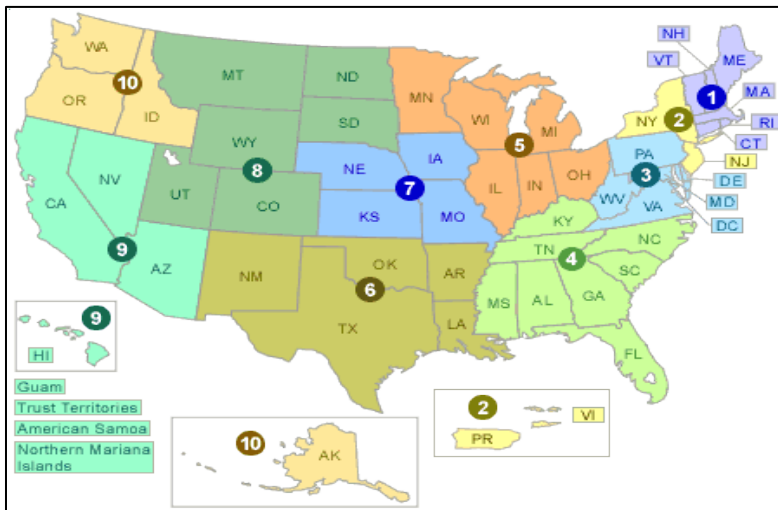 NH
WA
VT
ME
MT
ND
MN
10
1
MA
OR
ID
WI
NY
2
SD
MI
RI
WY
5
CT
8
PA
NJ
IA
NE
3
DE
NV
IL
IN
OH
MD
UT
CO
7
WV
VA
CA
KS
MO
DC
KY
NC
9
TN
4
AZ
OK
AR
SC
NM
6
MS
AL
GA
9
TX
LA
HI
FL
Guam
Trust Territories
2
VI
American Samoa
10
PR
Northern Mariana
Islands
AK